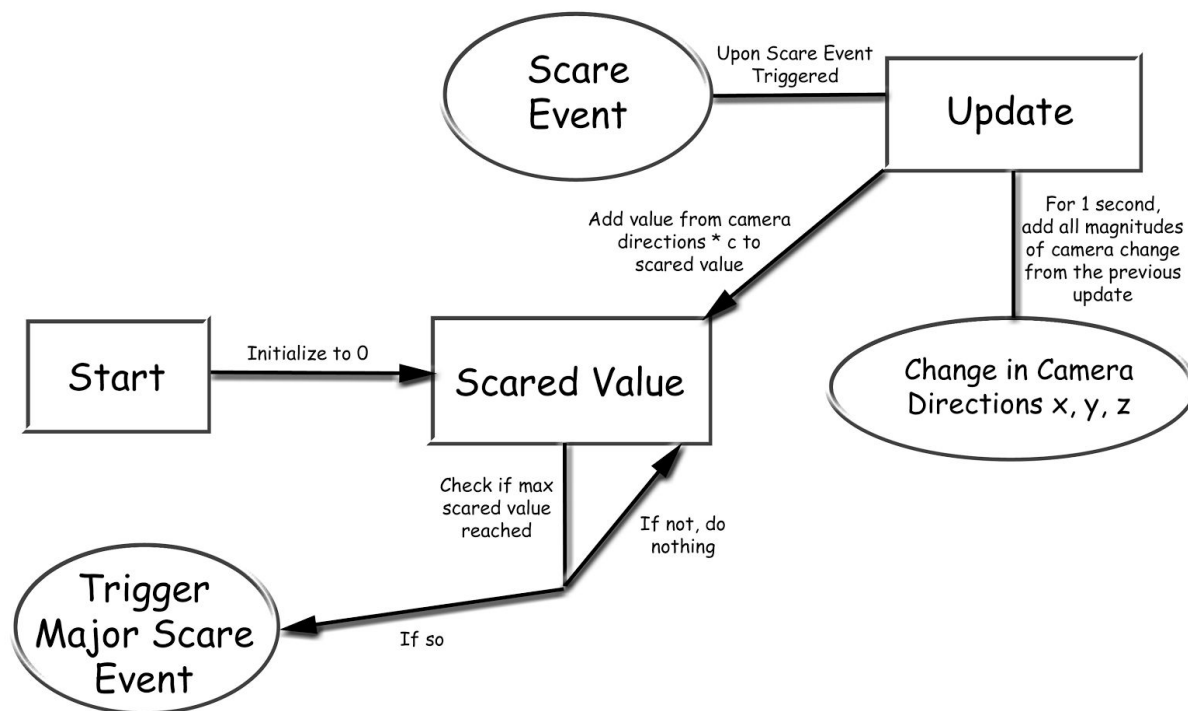 Scare
Event
Upon Scare Event
Triggered
Update
Add value from camera
directions * c to
scared value
For 1 second,
add all magnitudes
of camera change
from the previous
update
Start
Initialize to 0
Scared Value
Change in Camera
Directions x, y, z
Check if max
scared value
reached
If not, do
nothing
Trigger
Major Scare
Event
If so